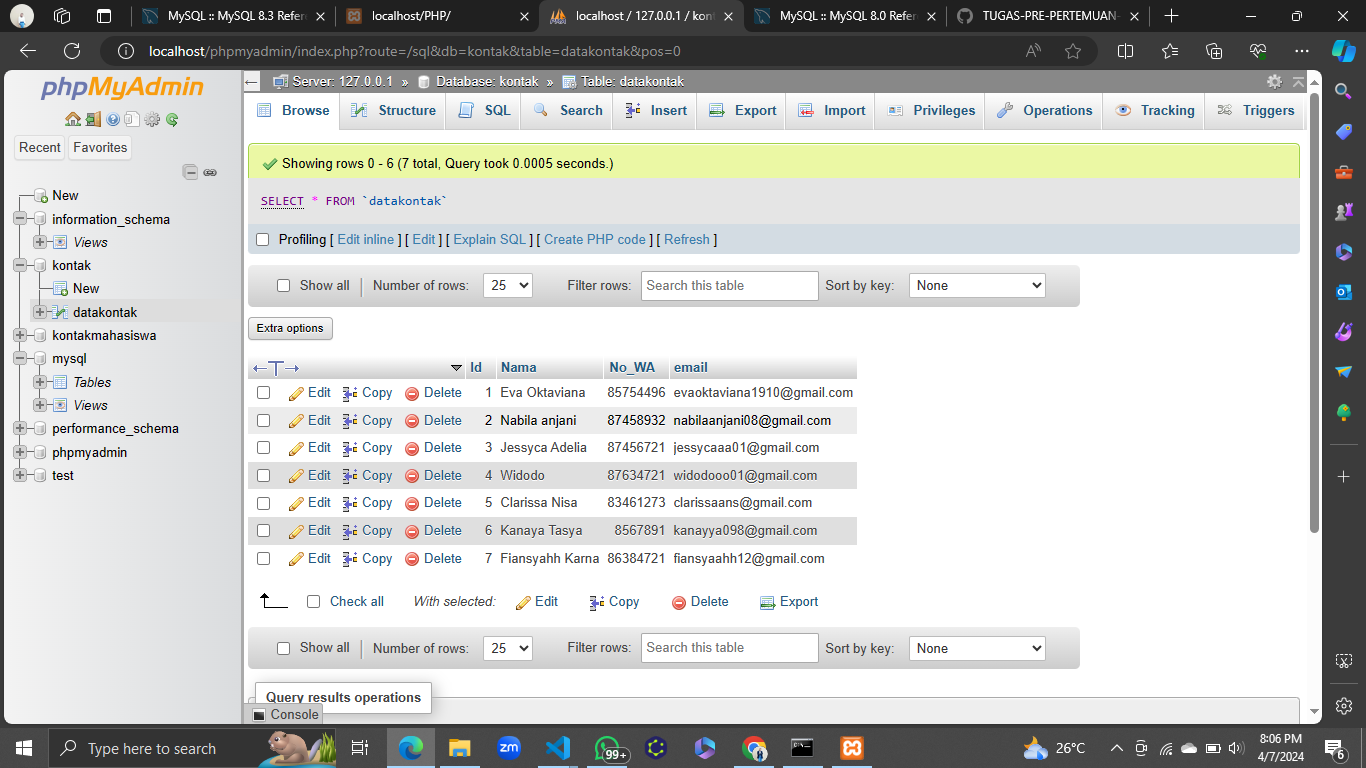 MySQL :: MySQL 8.3 Refer
localhost/PHP/
localhost / 127.0.0.1 / kont
MySQL :: MySQL 8.0 Refer
TUGAS-PRE-PERTEMUAN-
localhost/phpmyadmin/index.php?route=/sql&db=kontak&table=datakontak&pos=0
phpMyAdmin
Recent Favorites
New
information_schema
Views
kontak
New
datakontak
kontakmahasiswa
mysql
Tables
Views
performance_schema
phpmyadmin
test
Server: 127.0.0.1 » Database: kontak » Table: datakontak
Browse Structure SQL Search Insert Export Import Privileges Operations Tracking Triggers
Showing rows 0 - 6 (7 total, Query took 0.0005 seconds.)
SELECT * FROM `datakontak`
Profiling [ Edit inline ] [ Edit ] [ Explain SQL ] [ Create PHP code ] [ Refresh ]
Show all Number of rows: 25 Filter rows: Search this table Sort by key: None
Extra options
Id Nama No_WA email
Edit Copy Delete 1 Eva Oktaviana 85754496 evaoktaviana1910@gmail.com
Edit Copy Delete 2 Nabila anjani 87458932 nabilaanjani08@gmail.com
Edit Copy Delete 3 Jessyca Adelia 87456721 jessycaaa01@gmail.com
Edit Copy Delete 4 Widodo 87634721 widodooo01@gmail.com
Edit Copy Delete 5 Clarissa Nisa 83461273 clarissaans@gmail.com
Edit Copy Delete 6 Kanaya Tasya 8567891 kanayya098@gmail.com
Edit Copy Delete 7 Fiansyahh Karna 86384721 fiansyaahh12@gmail.com
Check all With selected: Edit Copy Delete Export
Show all Number of rows: 25 Filter rows: Search this table Sort by key: None
Query results operations
Console
Type here to search
zm
99+
26°C
8:06 PM
4/7/2024
6